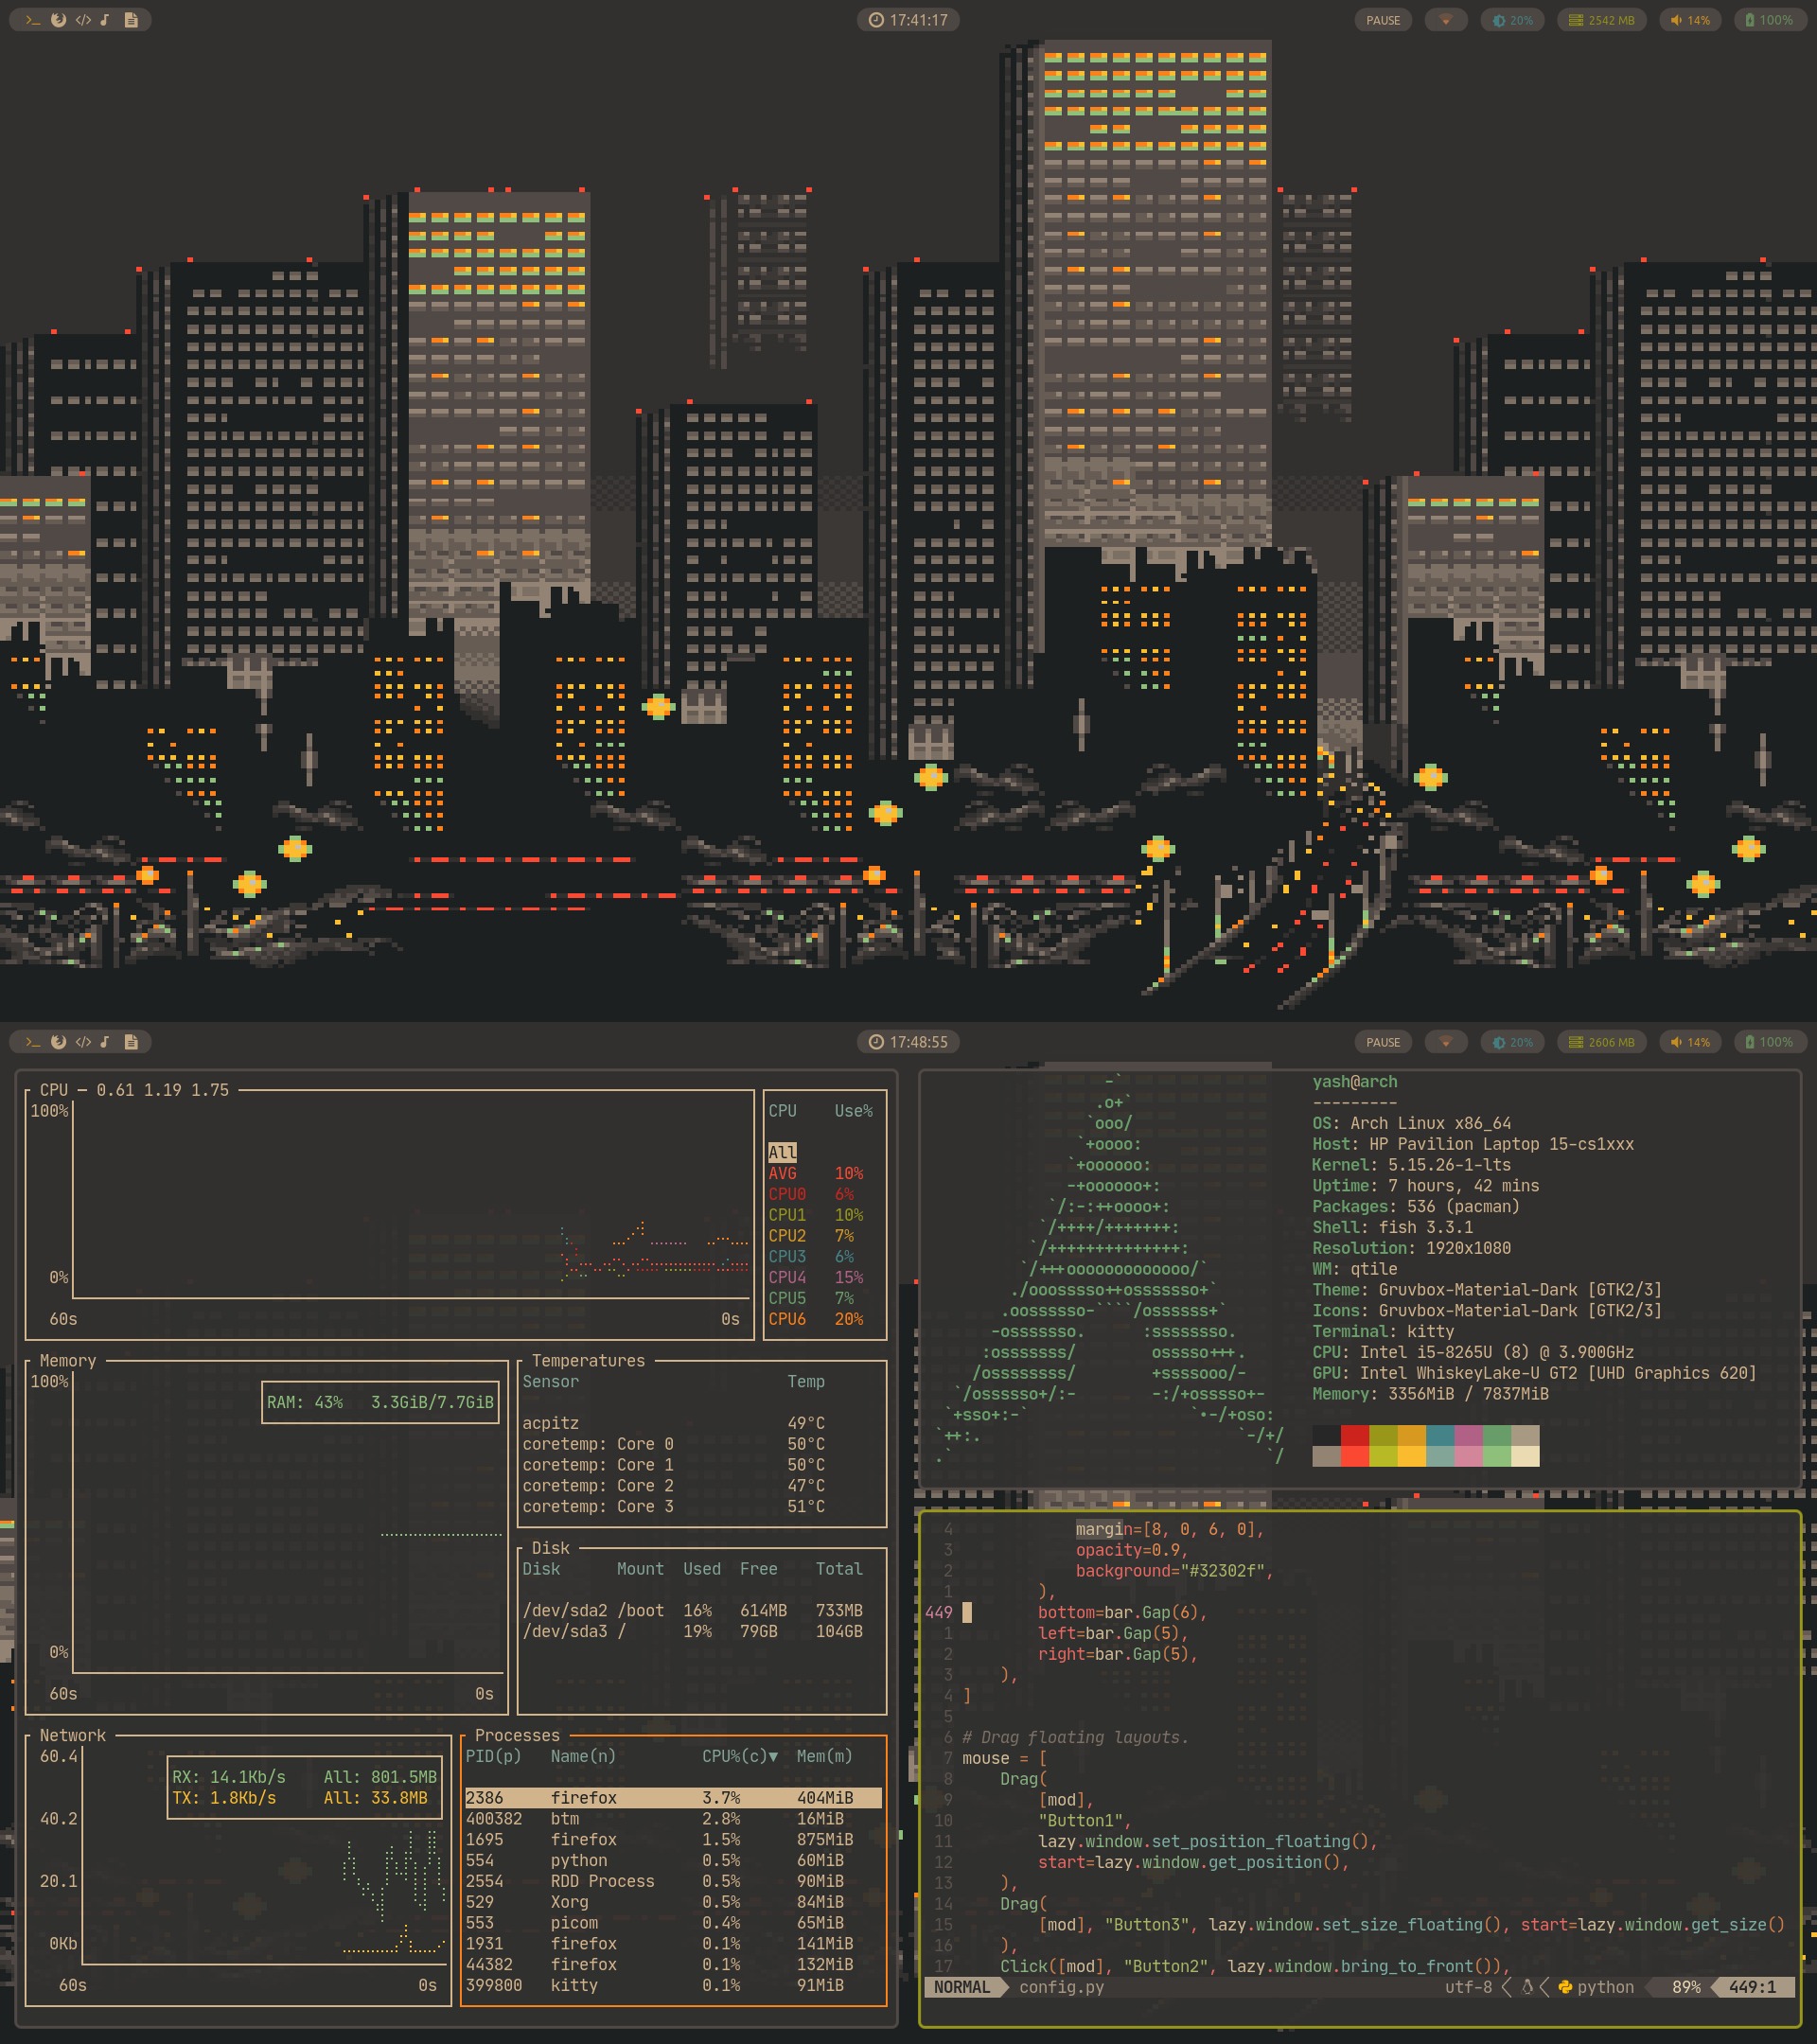 17:41:17
PAUSE
20%
2542 MB
14%
100%
17:48:55
PAUSE
20%
2606 MB
14%
100%
CPU — 0.61 1.19 1.75
100%
0%
60s 0s
CPU Use%
All
AVG 10%
CPU0 6%
CPU1 10%
CPU2 7%
CPU3 6%
CPU4 15%
CPU5 7%
CPU6 20%
Memory
100%
RAM: 43% 3.3GiB/7.7GiB
0%
60s 0s
Temperatures
Sensor Temp
acpitz 49°C
coretemp: Core 0 50°C
coretemp: Core 1 50°C
coretemp: Core 2 47°C
coretemp: Core 3 51°C
Disk
Disk Mount Used Free Total
/dev/sda2 /boot 16% 614MB 733MB
/dev/sda3 / 19% 79GB 104GB
Network
60.4
RX: 14.1Kb/s All: 801.5MB
TX: 1.8Kb/s All: 33.8MB
40.2
20.1
0Kb
60s 0s
Processes
PID(p) Name(n) CPU%(c)▼ Mem(m)
2386 firefox 3.7% 404MiB
400382 btm 2.8% 16MiB
1695 firefox 1.5% 875MiB
554 python 0.5% 60MiB
2554 RDD Process 0.5% 90MiB
529 Xorg 0.5% 84MiB
553 picom 0.4% 65MiB
1931 firefox 0.1% 141MiB
44382 firefox 0.1% 132MiB
399800 kitty 0.1% 91MiB
-`
.o+`
`ooo/
`+oooo:
`+oooooo:
-+oooooo+:
`/:-:++oooo+:
`/++++/+++++++:
`/++++++++++++++:
`/+++ooooooooooooo/`
./ooosssso++osssssso+`
.oossssso-````/ossssss+`
-osssssso. :ssssssso.
:osssssss/ osssso+++.
/ossssssss/ +ssssooo/-
`/ossssso+/:- -:/+osssso+-
`+sso+:-` `.-/+oso:
`++:. `-/+/
.` `/
yash@arch
---------
OS: Arch Linux x86_64
Host: HP Pavilion Laptop 15-cs1xxx
Kernel: 5.15.26-1-lts
Uptime: 7 hours, 42 mins
Packages: 536 (pacman)
Shell: fish 3.3.1
Resolution: 1920x1080
WM: qtile
Theme: Gruvbox-Material-Dark [GTK2/3]
Icons: Gruvbox-Material-Dark [GTK2/3]
Terminal: kitty
CPU: Intel i5-8265U (8) @ 3.900GHz
GPU: Intel WhiskeyLake-U GT2 [UHD Graphics 620]
Memory: 3356MiB / 7837MiB
4 margin=[8, 0, 6, 0],
3 opacity=0.9,
2 background="#32302f",
1 ),
449 bottom=bar.Gap(6),
1 left=bar.Gap(5),
2 right=bar.Gap(5),
3 ),
4 ]
5
6 # Drag floating layouts.
7 mouse = [
8 Drag(
9 [mod],
10 "Button1",
11 lazy.window.set_position_floating(),
12 start=lazy.window.get_position(),
13 ),
14 Drag(
15 [mod], "Button3", lazy.window.set_size_floating(), start=lazy.window.get_size()
16 ),
17 Click([mod], "Button2", lazy.window.bring_to_front()),
NORMAL config.py utf-8 python 89% 449:1